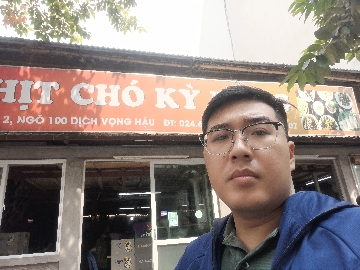 HỊT CHÓ KỲ
2, NGÕ 100 DỊCH VỌNG HẬU ĐT: 024.